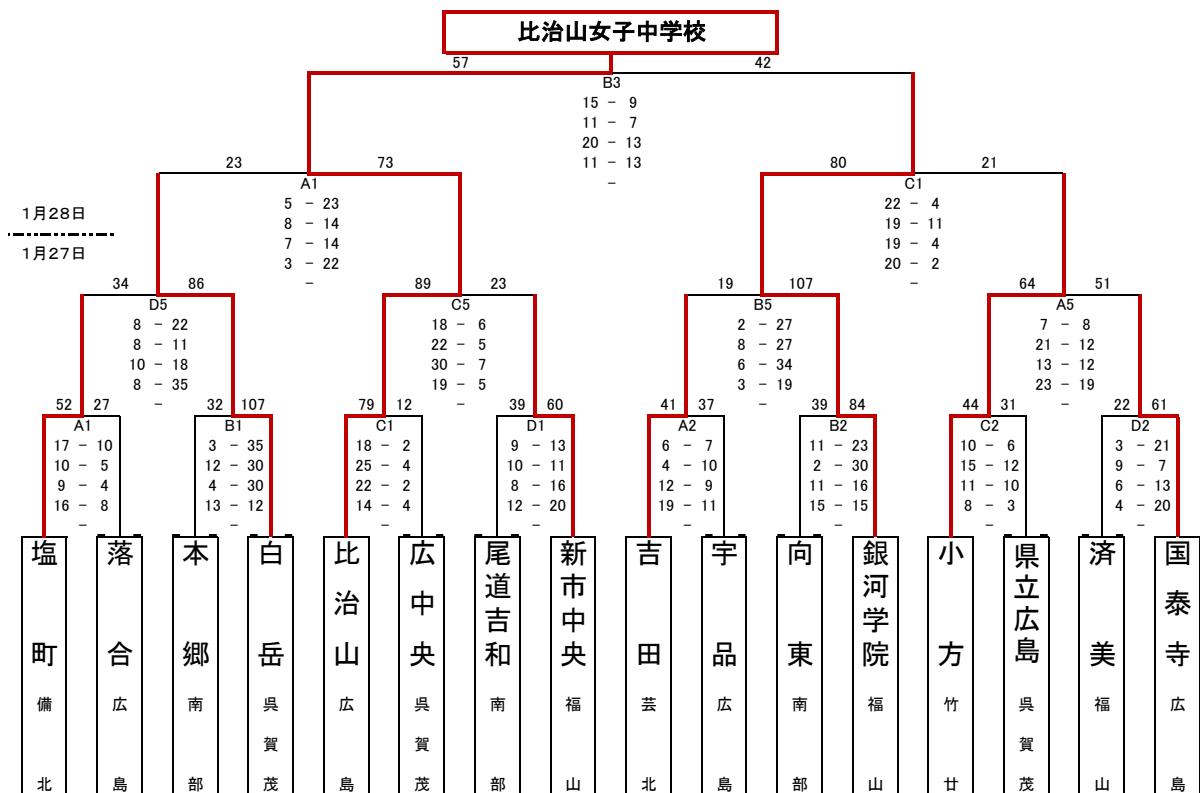 比治山女子中学校
57 42
B3
15 - 9
11 - 7
20 - 13
11 - 13
-
23 73 80 21
A1 C1
5 - 23 22 - 4
8 - 14 19 - 11
7 - 14 19 - 4
3 - 22 20 - 2
- -
1月28日
1月27日
34 86 89 23 19 107 64 51
D5 C5 B5 A5
8 - 22 18 - 6 2 - 27 7 - 8
8 - 11 22 - 5 8 - 27 21 - 12
10 - 18 30 - 7 6 - 34 13 - 12
8 - 35 19 - 5 3 - 19 23 - 19
- - - -
52 27 32 107 79 12 39 60 41 37 39 84 44 31 22 61
A1 B1 C1 D1 A2 B2 C2 D2
17 - 10 3 - 35 18 - 2 9 - 13 6 - 7 11 - 23 10 - 6 3 - 21
10 - 5 12 - 30 25 - 4 10 - 11 4 - 10 2 - 30 15 - 12 9 - 7
9 - 4 4 - 30 22 - 2 8 - 16 12 - 9 11 - 16 11 - 10 6 - 13
16 - 8 13 - 12 14 - 4 12 - 20 19 - 11 15 - 15 8 - 3 4 - 20
- - - - - - - -
塩町 備北
落合 広島
本郷 南部
白岳 呉賀茂
比治山 広島
広中央 呉賀茂
尾道吉和 南部
新市中央 福山
吉田 芸北
宇品 広島
向東 南部
銀河学院 福山
小方 竹廿
県立広島 呉賀茂
済美 福山
国泰寺 広島